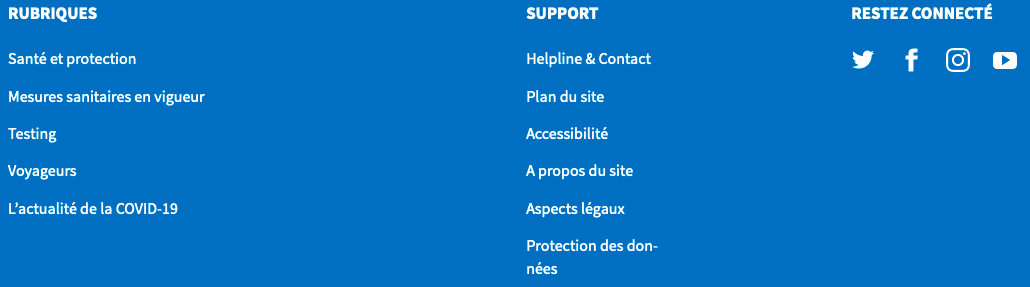 RUBRIQUES
Santé et protection
Mesures sanitaires en vigueur
Testing
Voyageurs
L’actualité de la COVID-19
SUPPORT
Helpline & Contact
Plan du site
Accessibilité
A propos du site
Aspects légaux
Protection des don-
nées
RESTEZ CONNECTÉ